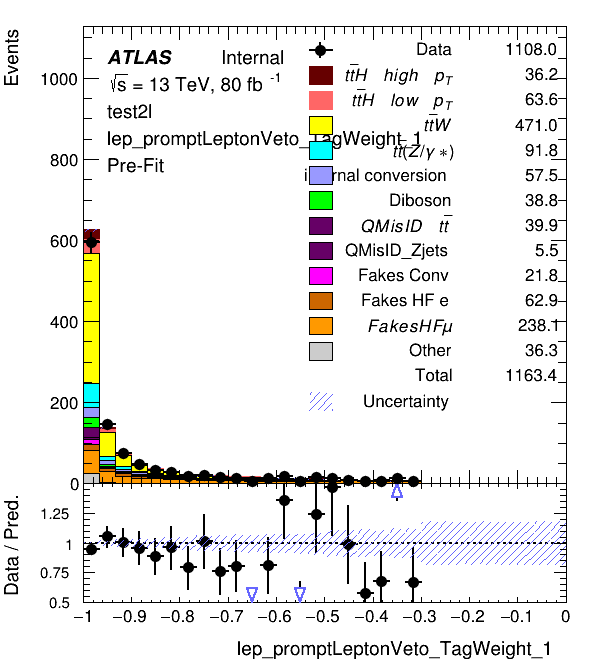 Events
ATLAS Internal
√s = 13 TeV, 80 fb -1
test2l
lep_promptLeptonVeto_TagWeight_1
Pre-Fit
Data 1108.0
tt̅H high p_T 36.2
tt̅H low p_T 63.6
tt̅W 471.0
tt̅(Z/γ*) 91.8
internal conversion 57.5
Diboson 38.8
QMisID tt̅ 39.9
QMisID_Zjets 5.5
Fakes Conv 21.8
Fakes HF e 62.9
FakesHFμ 238.1
Other 36.3
Total 1163.4
Uncertainty
1000
800
600
400
200
0
Data / Pred.
1.25
1
0.75
0.5
−1 −0.9 −0.8 −0.7 −0.6 −0.5 −0.4 −0.3 −0.2 −0.1 0
lep_promptLeptonVeto_TagWeight_1